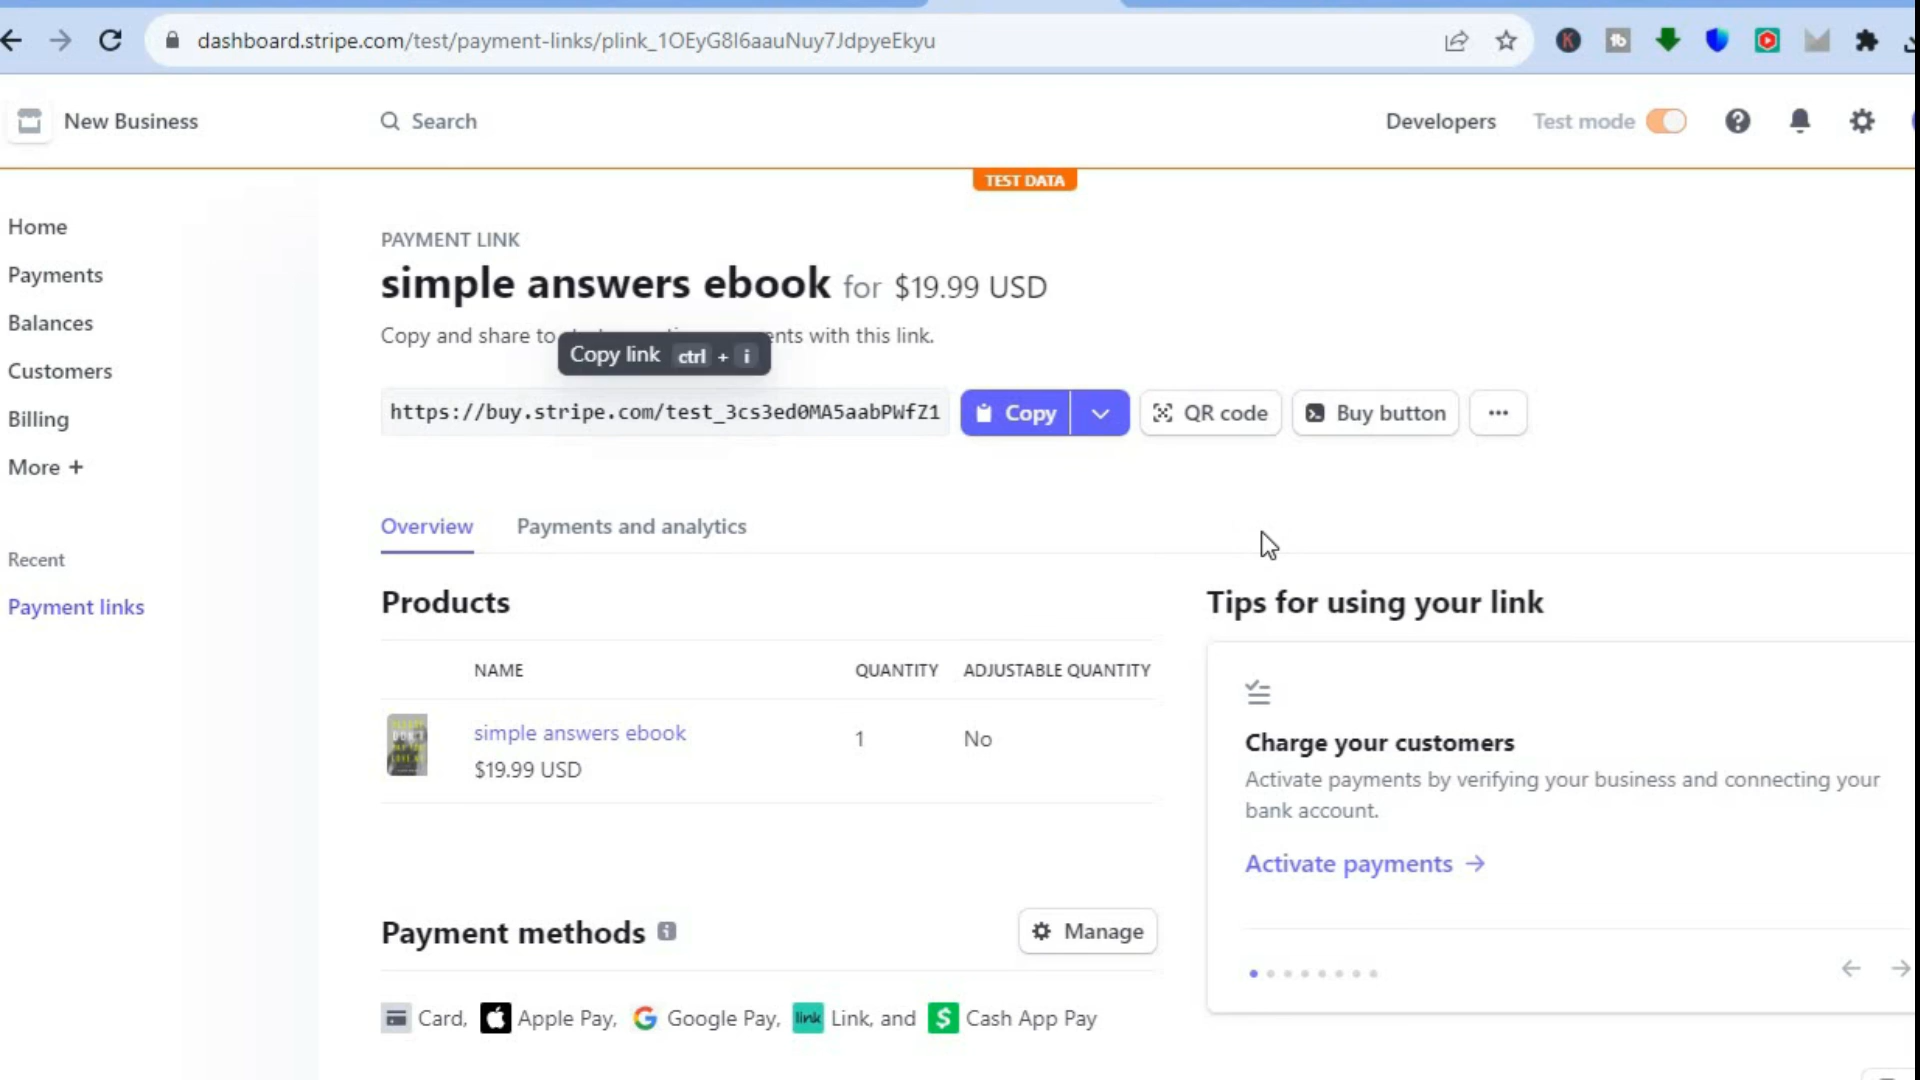 dashboard.stripe.com/test/payment-links/plink_1OEyG8I6aauNuy7JdpyeEkyu
New Business
Search
Developers
Test mode
TEST DATA
Home
Payments
Balances
Customers
Billing
More +
Recent
Payment links
PAYMENT LINK
simple answers ebook for $19.99 USD
Copy and share to with this link.
Copy link ctrl + i
https://buy.stripe.com/test_3cs3ed0MA5aabPWfZ1
Copy
QR code
Buy button
Overview
Payments and analytics
Products
NAME QUANTITY ADJUSTABLE QUANTITY
simple answers ebook 1 No
$19.99 USD
Tips for using your link
Charge your customers
Activate payments by verifying your business and connecting your
bank account.
Activate payments →
Payment methods
Manage
Card, Apple Pay, Google Pay, link Link, and Cash App Pay